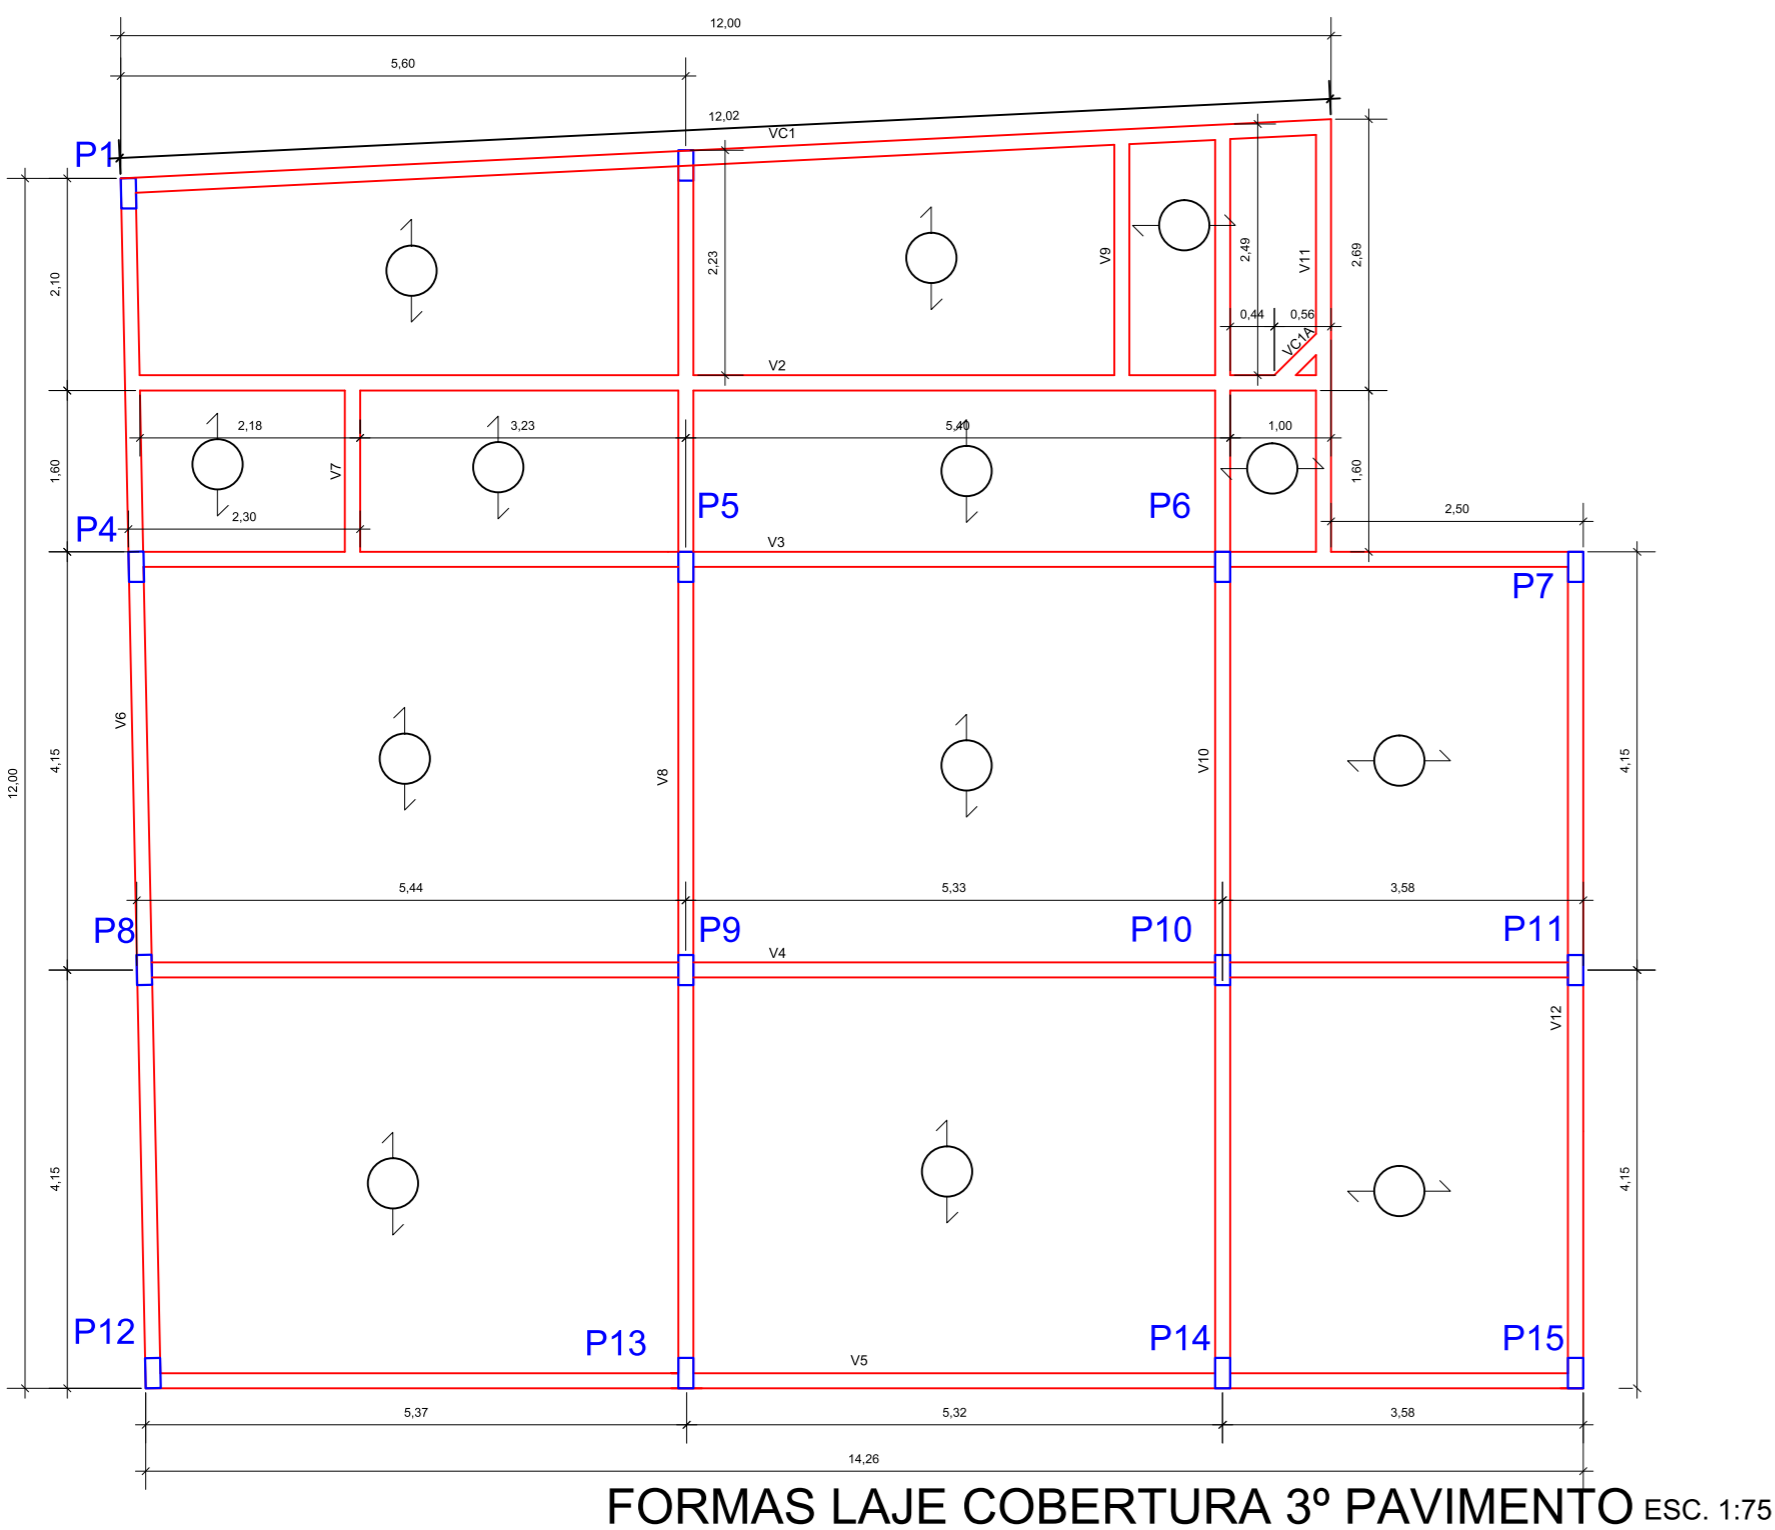 12,00
5,60
12,02
VC1
P1
2,10
2,23
V9
2,49
V11
2,69
0,44
0,56
VC1A
V2
2,18
3,23
5,40
1,00
1,60
V7
1,60
P4
2,30
P5
P6
2,50
V3
P7
V6
12,00
4,15
V8
V10
4,15
5,44
5,33
3,58
P8
P9
P10
P11
V4
V12
4,15
4,15
P12
P13
P14
P15
V5
5,37
5,32
3,58
14,26
FORMAS LAJE COBERTURA 3º PAVIMENTO ESC. 1:75